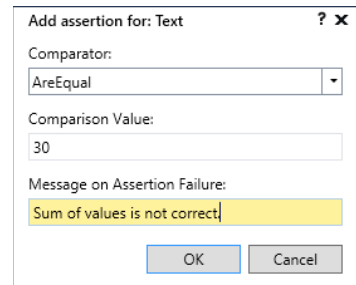 Add assertion for: Text ? x
Comparator:
AreEqual
Comparison Value:
30
Message on Assertion Failure:
Sum of values is not correct.
OK Cancel